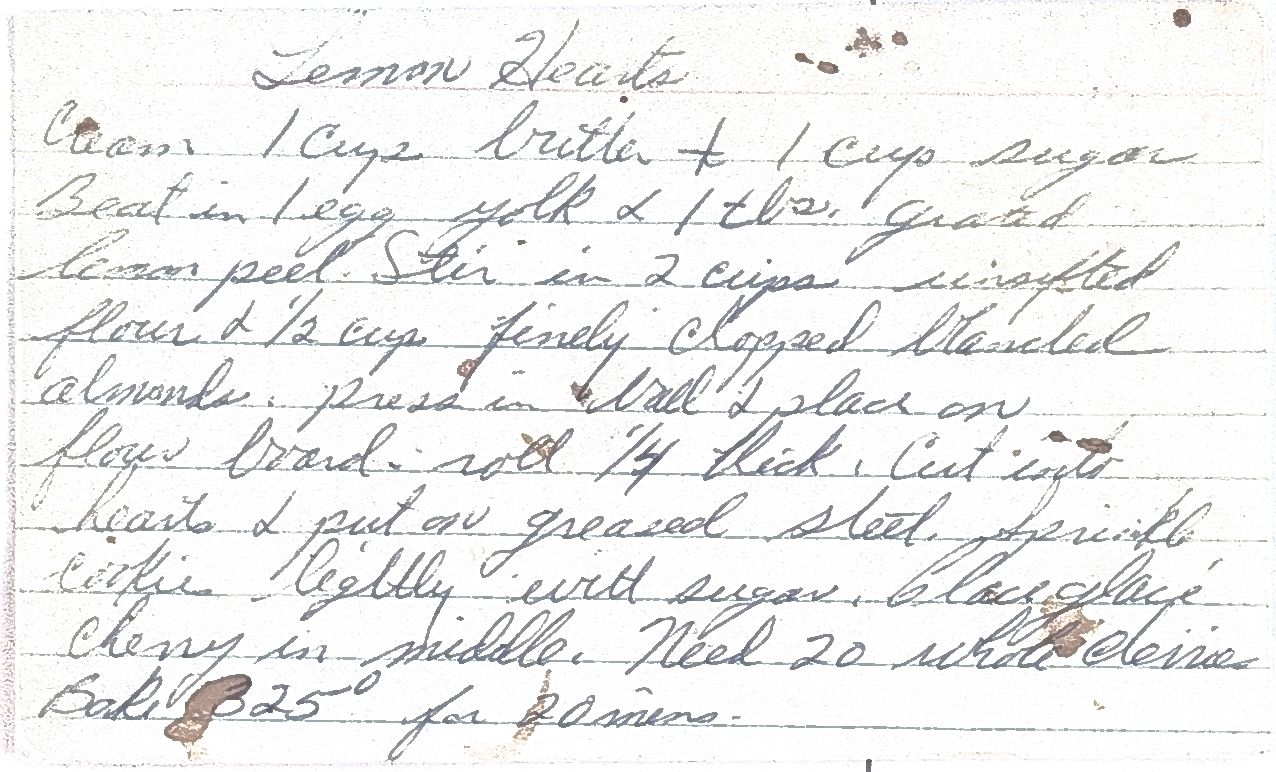 Lemon Hearts
Cream 1 Cup butter + 1 cup sugar
Beat in 1 egg yolk & 1 tbs. grated
lemon peel. Stir in 2 cups unsifted
flour & 1/2 cup finely chopped blanched
almonds. press in ball & place on
flour board. roll 1/4 thick. Cut into
hearts & put on greased steel. Sprinkle
cookie lightly with sugar. Place glacé
cherry in middle. Need 20 whole cherries
Bake 325° for 20 mins.